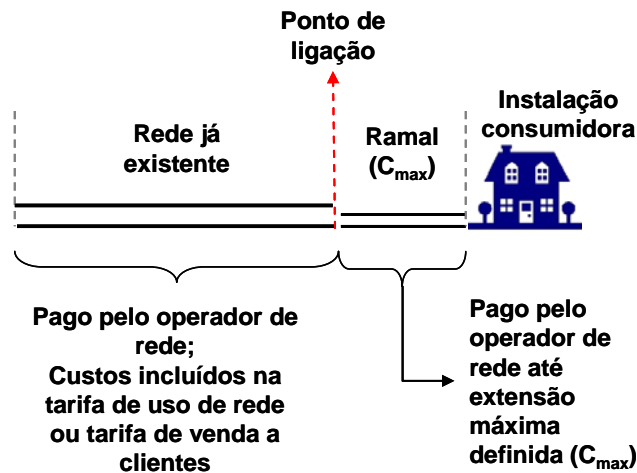 Ponto de
ligação
Instalação
consumidora
Rede já
existente
Ramal
(Cmax)
Pago pelo operador de
rede;
Custos incluídos na
tarifa de uso de rede
ou tarifa de venda a
clientes
Pago pelo
operador de
rede até
extensão
máxima
definida (Cmax)